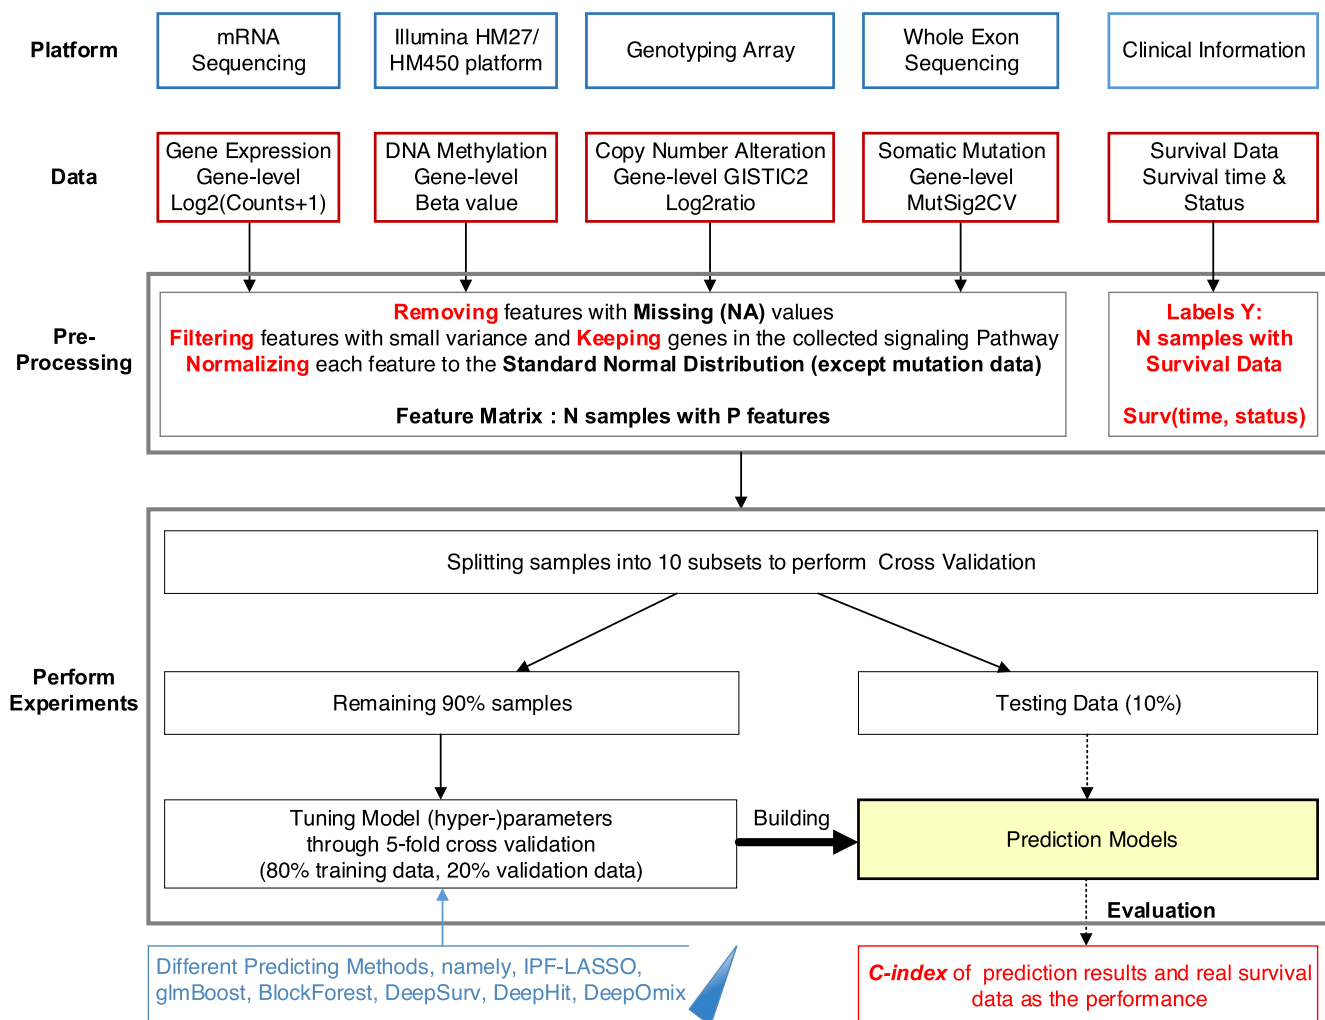 Platform
mRNA
Sequencing
Illumina HM27/
HM450 platform
Genotyping Array
Whole Exon
Sequencing
Clinical Information
Data
Gene Expression
Gene-level
Log2(Counts+1)
DNA Methylation
Gene-level
Beta value
Copy Number Alteration
Gene-level GISTIC2
Log2ratio
Somatic Mutation
Gene-level
MutSig2CV
Survival Data
Survival time &
Status
Pre-
Processing
Removing features with Missing (NA) values
Filtering features with small variance and Keeping genes in the collected signaling Pathway
Normalizing each feature to the Standard Normal Distribution (except mutation data)
Feature Matrix : N samples with P features
Labels Y:
N samples with
Survival Data
Surv(time, status)
Perform
Experiments
Splitting samples into 10 subsets to perform Cross Validation
Remaining 90% samples
Testing Data (10%)
Tuning Model (hyper-)parameters
through 5-fold cross validation
(80% training data, 20% validation data)
Building
Prediction Models
Evaluation
Different Predicting Methods, namely, IPF-LASSO,
glmBoost, BlockForest, DeepSurv, DeepHit, DeepOmix
C-index of prediction results and real survival
data as the performance